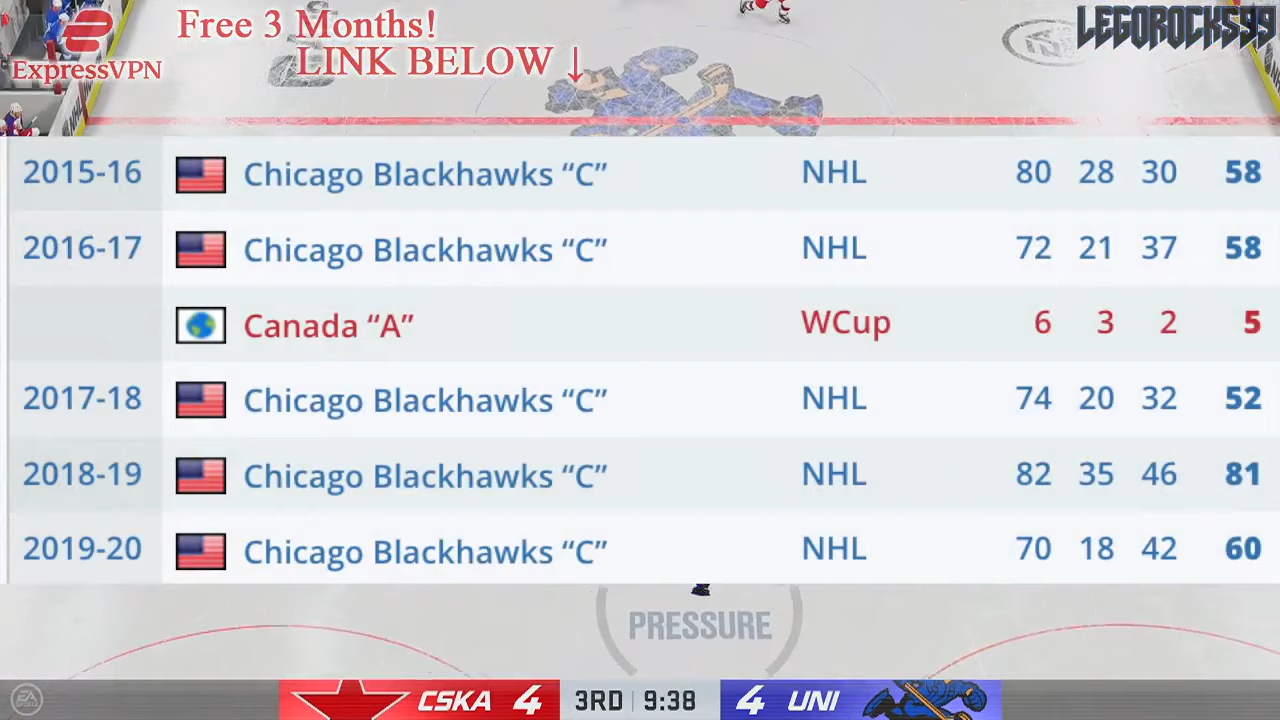 Free 3 Months!
LINK BELOW ↓
ExpressVPN
LEGOROCKS99
2015-16 Chicago Blackhawks “C” NHL 80 28 30 58
2016-17 Chicago Blackhawks “C” NHL 72 21 37 58
Canada “A” WCup 6 3 2 5
2017-18 Chicago Blackhawks “C” NHL 74 20 32 52
2018-19 Chicago Blackhawks “C” NHL 82 35 46 81
2019-20 Chicago Blackhawks “C” NHL 70 18 42 60
PRESSURE
EA SPORTS CSKA 4 3RD 9:38 4 UNI